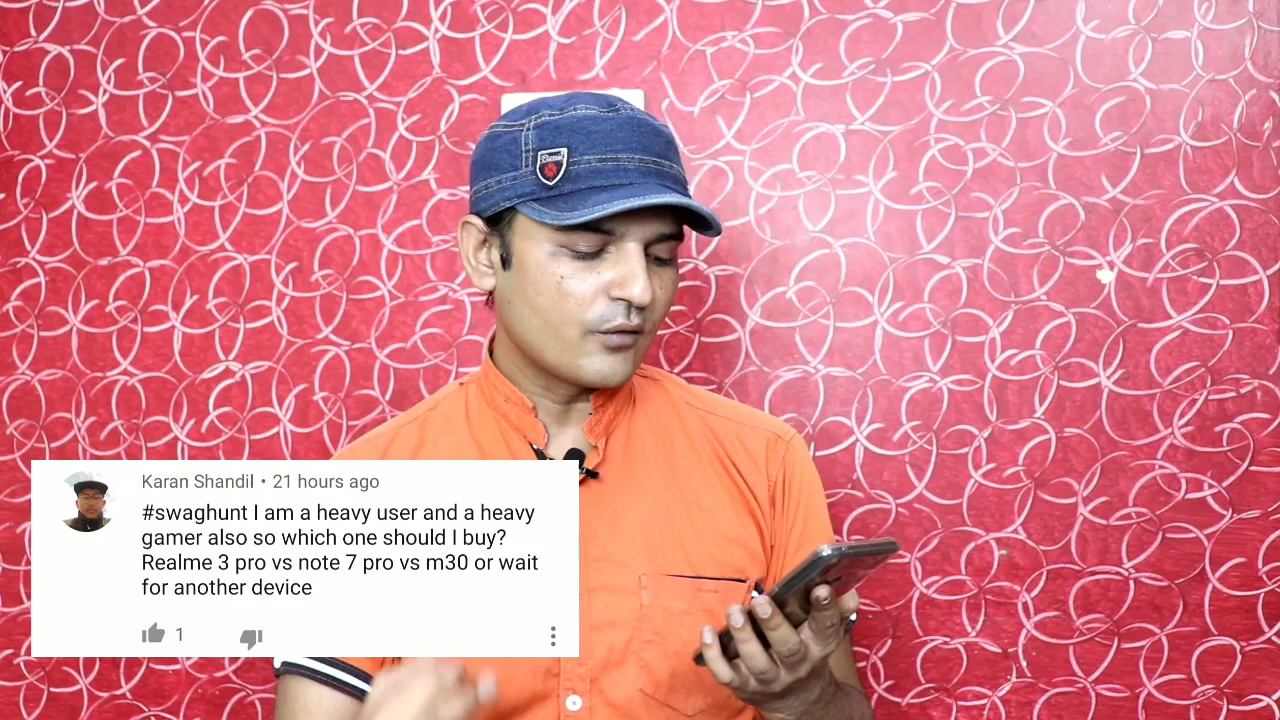 Karan Shandil • 21 hours ago
#swaghunt I am a heavy user and a heavy
gamer also so which one should I buy?
Realme 3 pro vs note 7 pro vs m30 or wait
for another device
1